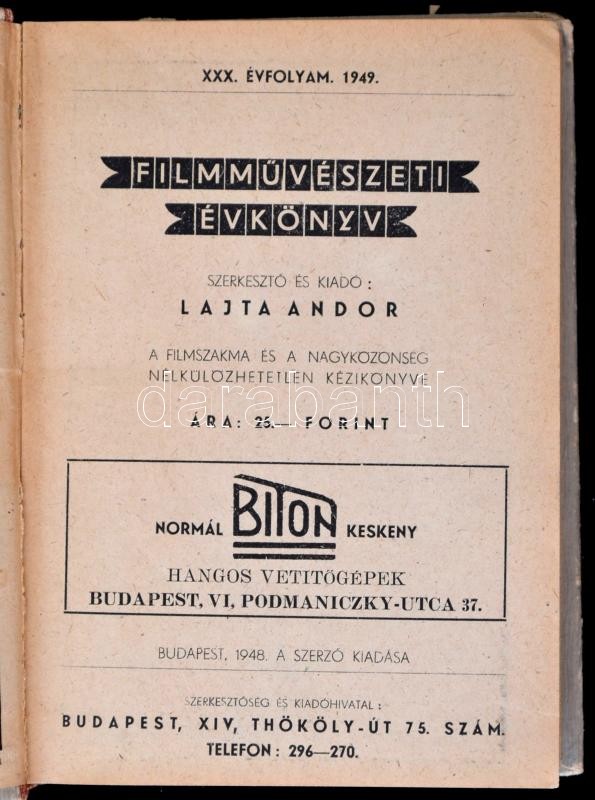 XXX. ÉVFOLYAM. 1949.
FILMMŰVÉSZETI
ÉVKÖNYV
SZERKESZTŐ ÉS KIADÓ:
LAJTA ANDOR
A FILMSZAKMA ÉS A NAGYKÖZÖNSÉG
NÉLKÜLÖZHETETLEN KÉZIKÖNYVE
darabanth
ÁRA: 25.— FORINT
NORMÁL BITON KESKENY
HANGOS VETITŐGÉPEK
BUDAPEST, VI, PODMANICZKY-UTCA 37.
BUDAPEST, 1948. A SZERZŐ KIADÁSA
SZERKESZTŐSÉG ÉS KIADÓHIVATAL:
BUDAPEST, XIV, THÖKÖLY-ÚT 75. SZÁM.
TELEFON: 296—270.